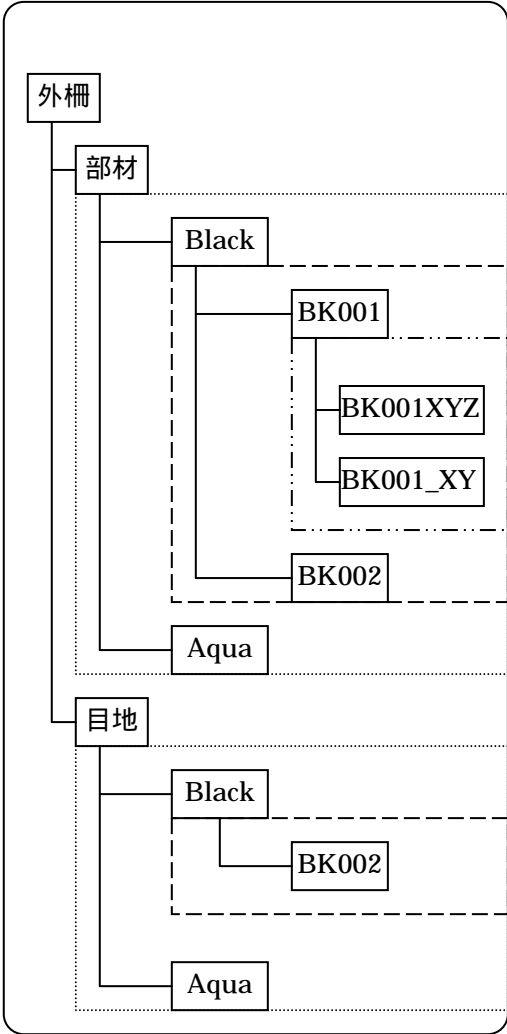 外柵
部材
Black
BK001
BK001XYZ
BK001_XY
BK002
Aqua
目地
Black
BK002
Aqua